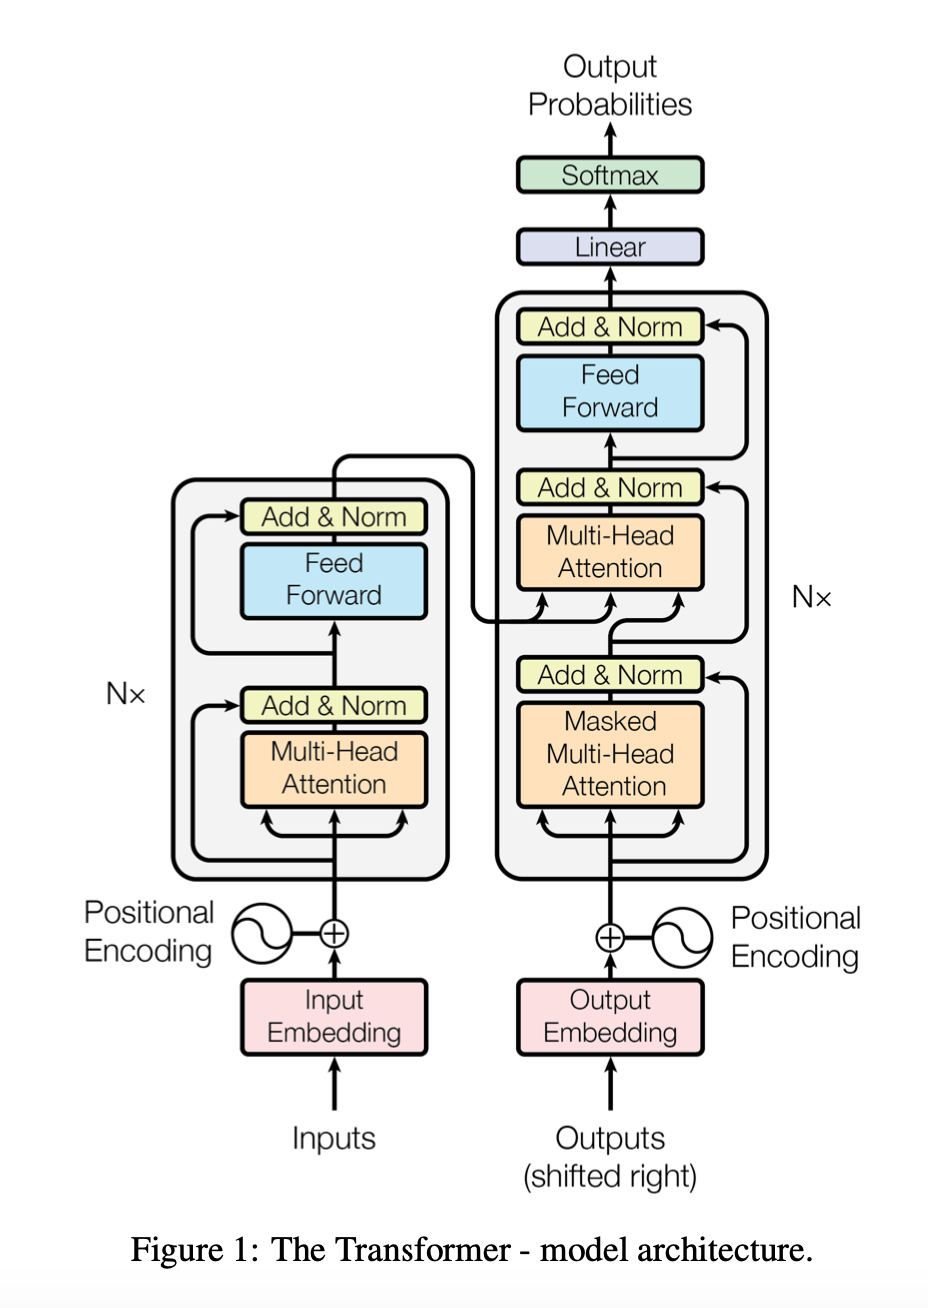 Output
Probabilities
Softmax
Linear
Add & Norm
Feed
Forward
Add & Norm
Multi-Head
Attention
Add & Norm
Masked
Multi-Head
Attention
Nx
Add & Norm
Feed
Forward
Add & Norm
Multi-Head
Attention
Nx
Positional
Encoding
Input
Embedding
Inputs
Positional
Encoding
Output
Embedding
Outputs
(shifted right)
Figure 1: The Transformer - model architecture.